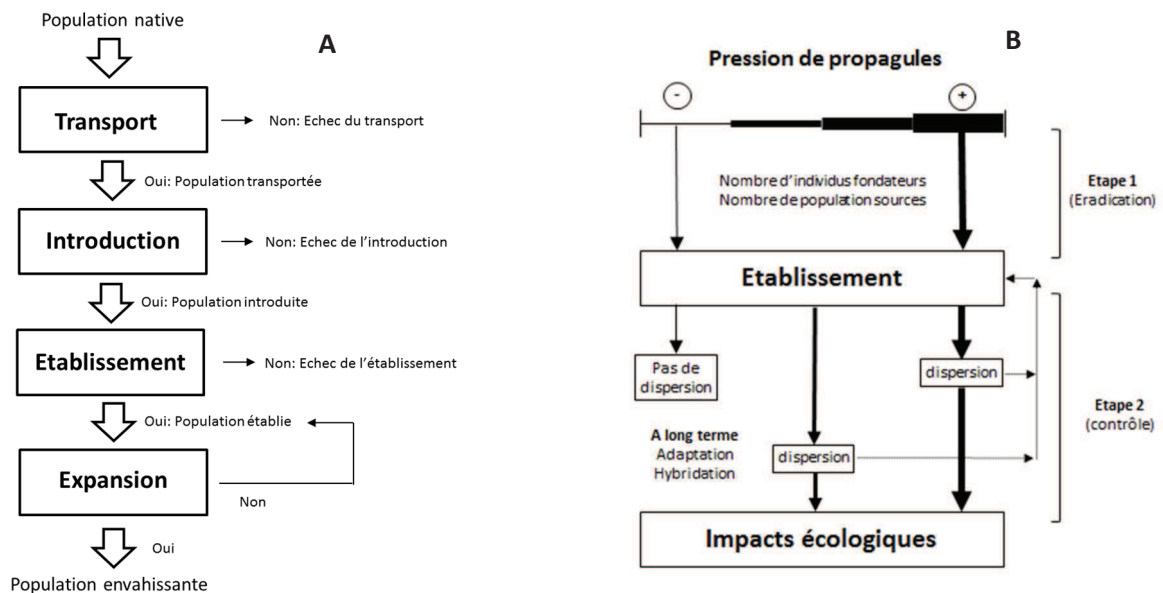 Population native
A
Transport
Non: Echec du transport
Oui: Population transportée
Introduction
Non: Echec de l'introduction
Oui: Population introduite
Etablissement
Non: Echec de l'établissement
Oui: Population établie
Expansion
Non
Oui
Population envahissante
B
Pression de propagules
-
+
Nombre d'individus fondateurs
Nombre de population sources
Etape 1
(Eradication)
Etablissement
Pas de
dispersion
dispersion
Etape 2
(contrôle)
A long terme
Adaptation
Hybridation
dispersion
Impacts écologiques